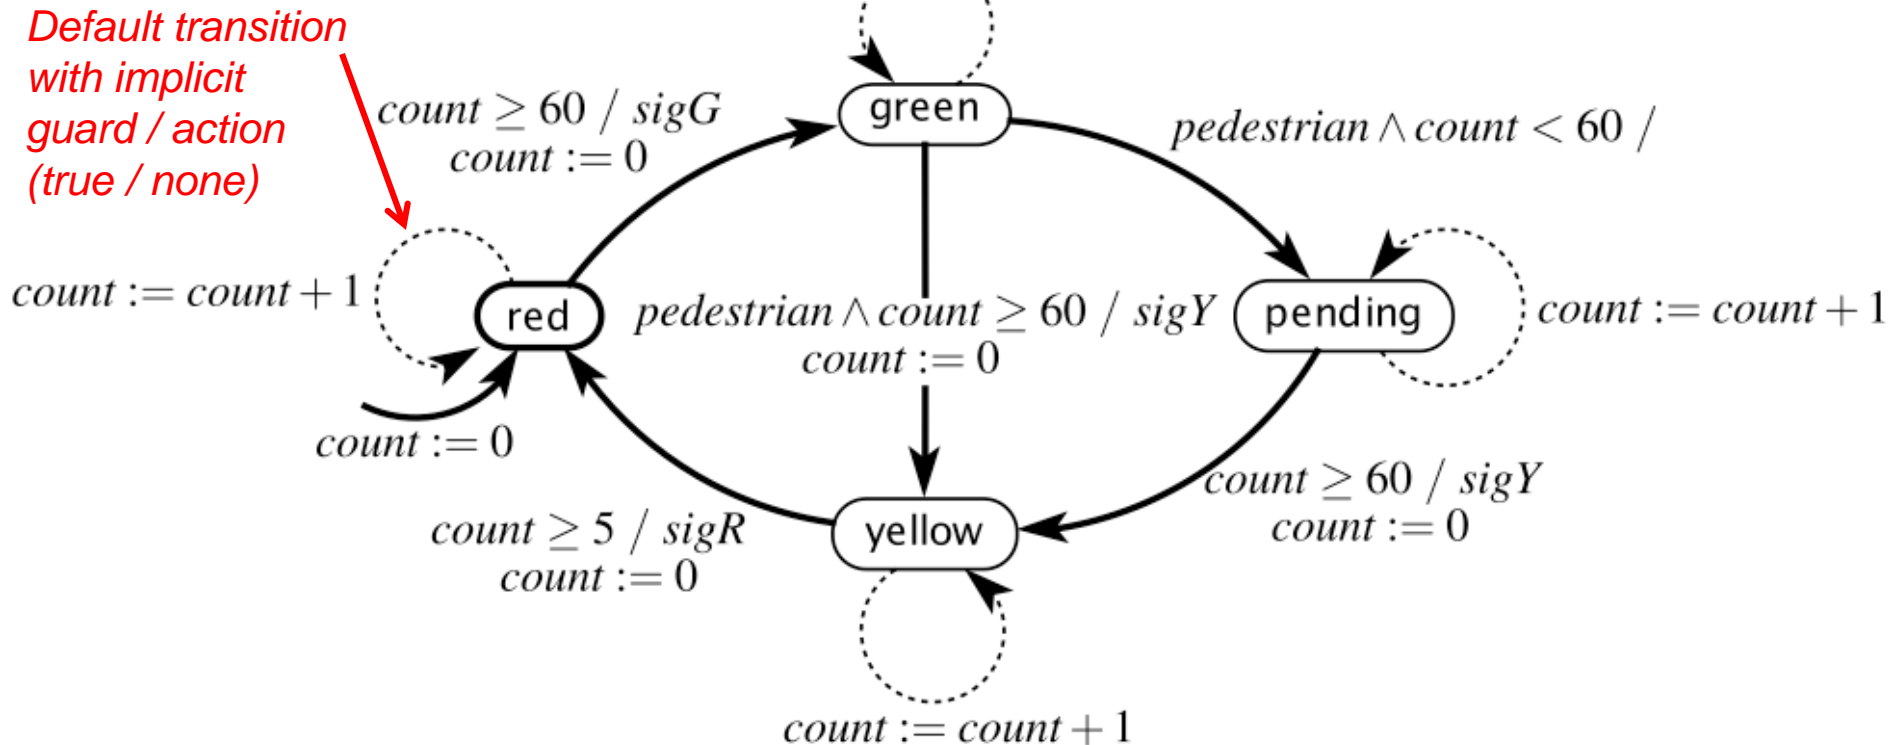 Default transition
with implicit
guard / action
(true / none)
count ≥ 60 / sigG
count := 0
green
pedestrian ∧ count < 60 /
count := count + 1
red
pedestrian ∧ count ≥ 60 / sigY
count := 0
pending
count := count + 1
count := 0
count ≥ 5 / sigR
count := 0
yellow
count ≥ 60 / sigY
count := 0
count := count + 1